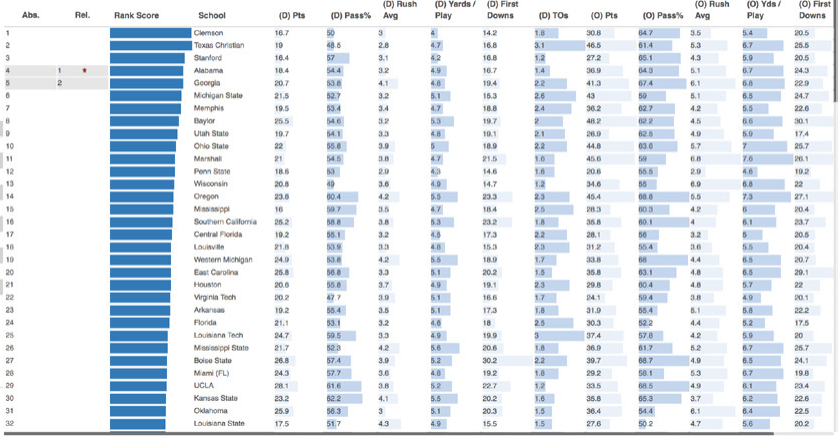 (D) Rush (D) Yards / (D) First (O) Rush (O) Yds / (O) First
Abs. Rel. Rank Score School (D) Pts (D) Pass% Avg Play Downs (D) TOs (O) Pts (O) Pass% Avg Play Downs
1 Clemson 16.7 50 3 4 14.2 1.8 30.8 64.7 3.5 5.4 20.5
2 Texas Christian 19 48.5 2.8 4.7 16.8 3.1 46.5 61.4 5.3 6.7 25.5
3 Stanford 16.4 57 3.1 4.2 16.8 1.2 27.2 65.1 4.3 5.9 20.5
4 1 * Alabama 18.4 54.4 3.2 4.9 16.7 1.4 36.9 64.3 5.1 6.7 24.3
5 2 Georgia 20.7 53.8 4.1 4.8 19.4 2.2 41.3 67.4 6.1 6.8 22.9
6 Michigan State 21.5 52.7 3.2 5.1 15.3 2.6 43 59 5.1 6.5 24.7
7 Memphis 19.5 53.4 3.4 4.7 18.8 2.4 36.2 62.7 4.2 5.5 22.6
8 Baylor 25.5 54.6 3.2 5.3 19.7 2 48.2 62.2 4.5 6.6 30.1
9 Utah State 19.7 54.1 3.3 4.8 19.1 2.1 26.9 62.5 4.9 5.9 17.4
10 Ohio State 22 55.8 3.9 5 18.9 2.2 44.8 63.6 5.7 7 25.7
11 Marshall 21 54.5 3.8 4.7 21.5 1.6 45.6 59 6.8 7.6 26.1
12 Penn State 18.6 53 2.9 4.3 14.6 1.6 20.6 55.5 2.9 4.6 19.2
13 Wisconsin 20.8 49 3.6 4.9 14.7 1.2 34.6 58 6.9 6.8 22
14 Oregon 23.6 60.4 4.2 5.5 23.3 2.3 45.4 68.8 5.5 7.3 27.1
15 Mississippi 16 59.7 3.5 4.7 18.4 2.5 28.3 60.3 4.2 6 20.4
16 Southern California 25.2 58.8 3.8 5.3 23.2 1.8 35.8 69.1 4 6.1 23.7
17 Central Florida 19.2 55.1 3.2 4.5 17.3 2.2 28.1 56 3.2 5 20.5
18 Louisville 21.8 53.9 3.3 4.8 15.3 2.3 31.2 55.4 3.6 5.5 20.4
19 Western Michigan 24.9 53.8 4.2 5.5 18.9 1.7 33.8 68 4.4 6.5 20.7
20 East Carolina 25.8 56.8 3.3 5.1 20.2 1.5 35.8 63.1 4.8 6.5 29.1
21 Houston 20.6 55.8 3.7 4.9 19.1 2.3 29.8 60.4 4.8 5.7 22
22 Virginia Tech 20.2 47.7 3.9 5.1 16.6 1.7 24.1 59.4 3.8 4.9 20.1
23 Arkansas 19.2 55.4 3.5 5.1 17.3 1.8 31.9 55.4 5.1 5.8 22.2
24 Florida 21.1 53.1 3.2 4.6 18 2.5 30.3 52.2 4.4 5.2 17.5
25 Louisiana Tech 24.7 59.5 3.3 4.9 19.9 3 37.4 57.8 4.2 5.9 20
26 Mississippi State 21.7 52.3 4.2 5.6 20.6 1.8 36.9 61.7 5.2 6.7 25.7
27 Boise State 26.8 57.4 3.9 5.2 30.2 2.2 39.7 68.7 4.9 6.5 24.1
28 Miami (FL) 24.3 57.7 3.6 4.8 19.2 1.8 29.2 58.1 5.3 6.7 19.8
29 UCLA 28.1 61.6 3.8 5.2 22.7 1.2 33.5 68.5 4.9 6.1 23.4
30 Kansas State 23.2 62.2 4.1 5.5 20.2 1.6 35.8 65.3 3.7 6.2 22.6
31 Oklahoma 25.9 56.3 3 5.1 20.3 1.5 36.4 54.4 6.1 6.4 22.5
32 Louisiana State 17.5 51.7 4.3 4.9 15.5 1.5 27.6 50.2 4.7 5.6 20.2